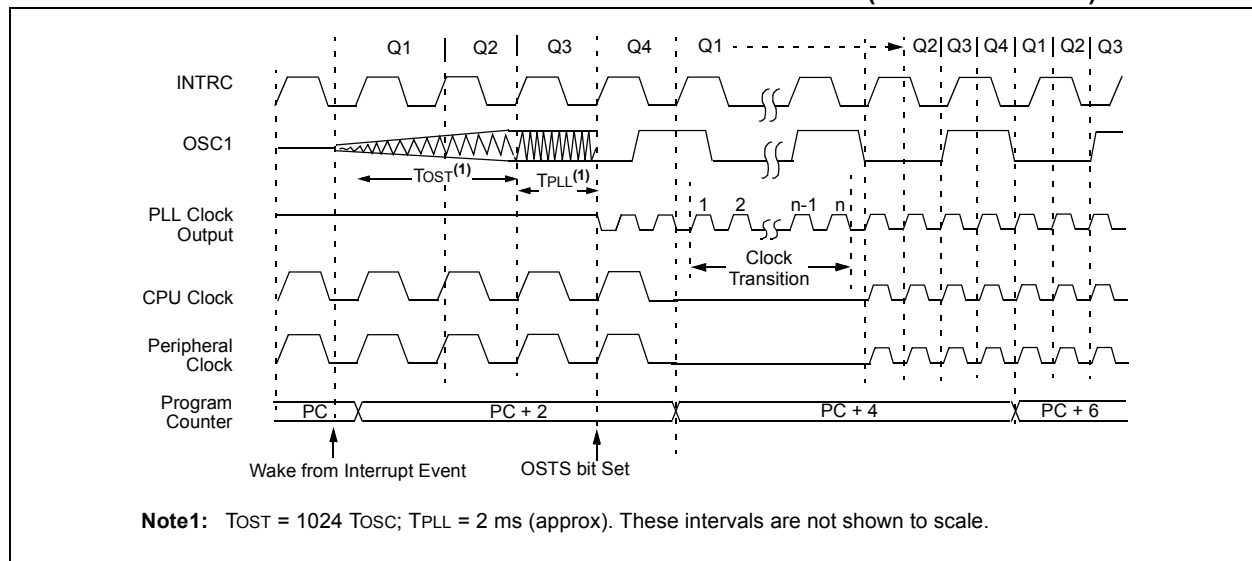 Q1 Q2 Q3 Q4 Q1 Q2 Q3 Q4 Q1 Q2 Q3
INTRC
OSC1
TOST(1) TPLL(1)
PLL Clock
Output
1 2 n-1 n
Clock
Transition
CPU Clock
Peripheral
Clock
Program
Counter
PC PC + 2 PC + 4 PC + 6
Wake from Interrupt Event OSTS bit Set
Note1: TOST = 1024 TOSC; TPLL = 2 ms (approx). These intervals are not shown to scale.